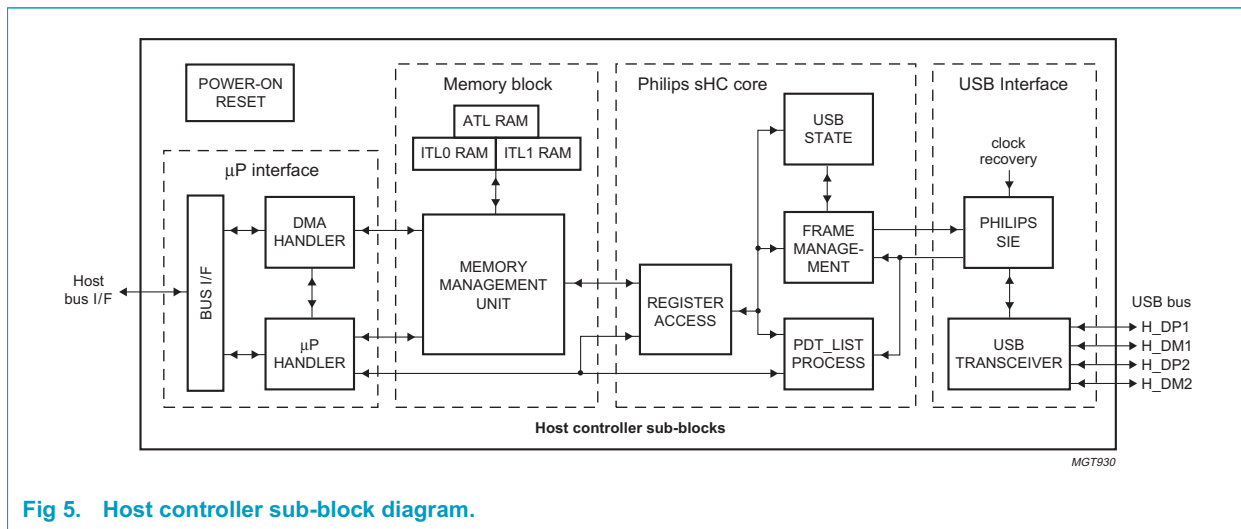 POWER-ON
RESET
Memory block
ATL RAM
ITL0 RAM
ITL1 RAM
Philips sHC core
USB
STATE
USB Interface
clock
recovery
µP interface
BUS I/F
DMA
HANDLER
MEMORY
MANAGEMENT
UNIT
FRAME
MANAGE-
MENT
PHILIPS
SIE
Host
bus I/F
µP
HANDLER
REGISTER
ACCESS
PDT_LIST
PROCESS
USB
TRANSCEIVER
USB bus
H_DP1
H_DM1
H_DP2
H_DM2
Host controller sub-blocks
MGT930
Fig 5. Host controller sub-block diagram.